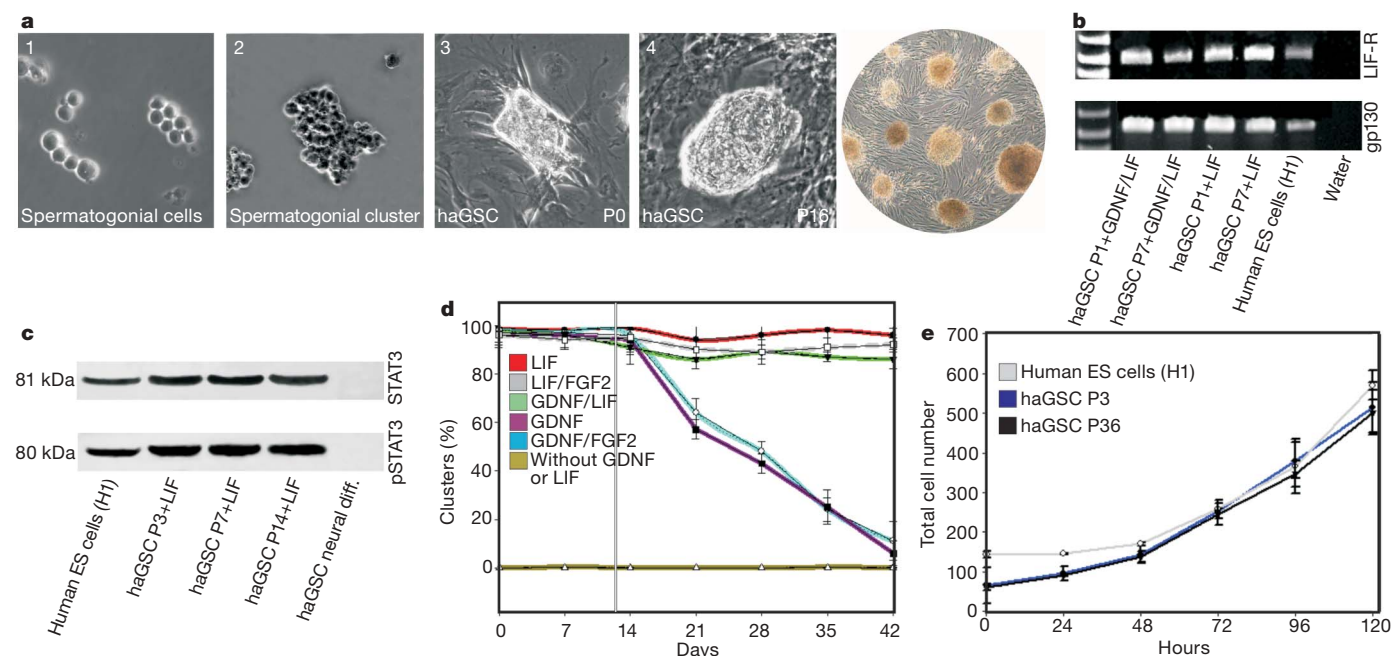 a
1
Spermatogonial cells
2
Spermatogonial cluster
3
haGSC P0
4
haGSC P16
b
LIF-R
gp130
haGSC P1+GDNF/LIF
haGSC P7+GDNF/LIF
haGSC P1+LIF
haGSC P7+LIF
Human ES cells (H1)
Water
c
81 kDa
STAT3
80 kDa
pSTAT3
Human ES cells (H1)
haGSC P3+LIF
haGSC P7+LIF
haGSC P14+LIF
haGSC neural diff.
d
Clusters (%)
100
80
60
40
20
0
LIF
LIF/FGF2
GDNF/LIF
GDNF
GDNF/FGF2
Without GDNF
or LIF
0 7 14 21 28 35 42
Days
e
Total cell number
700
600
500
400
300
200
100
0
Human ES cells (H1)
haGSC P3
haGSC P36
0 24 48 72 96 120
Hours